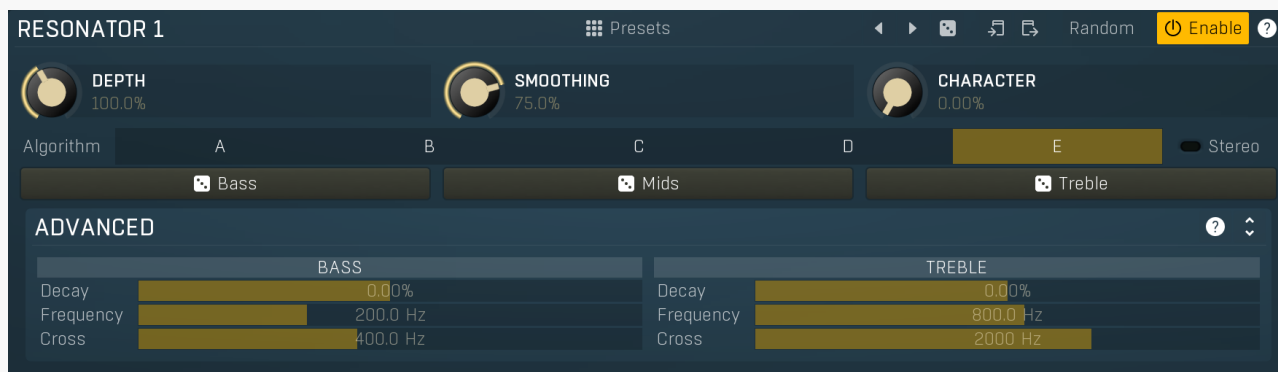 RESONATOR 1 Presets Random Enable ?
DEPTH SMOOTHING CHARACTER
100.0% 75.0% 0.00%
Algorithm A B C D E Stereo
Bass Mids Treble
ADVANCED ?
BASS TREBLE
Decay 0.00% Decay 0.00%
Frequency 200.0 Hz Frequency 800.0 Hz
Cross 400.0 Hz Cross 2000 Hz